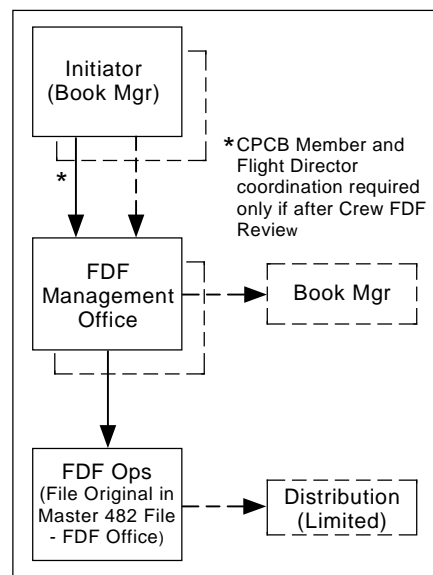 Initiator
(Book Mgr)
*
*CPCB Member and
Flight Director
coordination required
only if after Crew FDF
Review
FDF
Management
Office
Book Mgr
FDF Ops
(File Original in
Master 482 File
- FDF Office)
Distribution
(Limited)